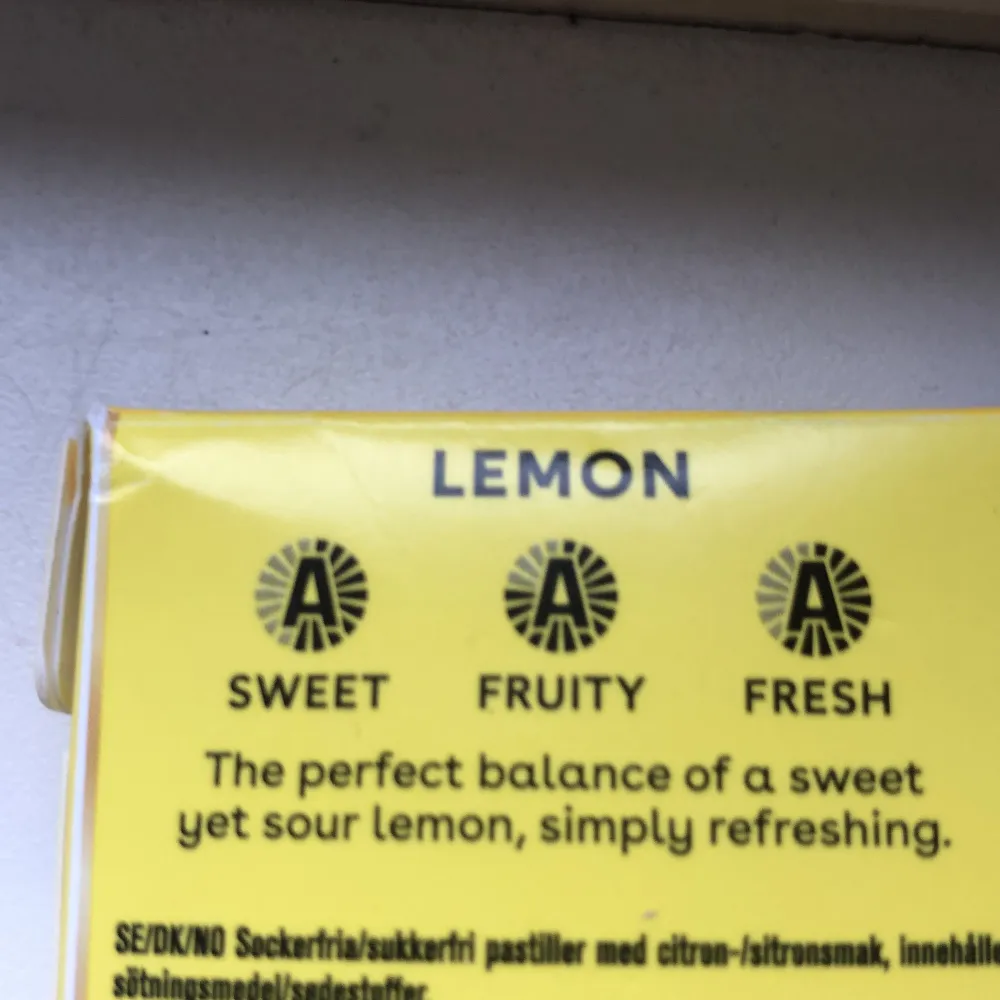 LEMON
A A A
SWEET FRUITY FRESH
The perfect balance of a sweet
yet sour lemon, simply refreshing.
SE/DK/NO Sockerfria/sukkerfri pastiller med citron-/sitronsmak, innehålle
sötningsmedel/sødestoffer.